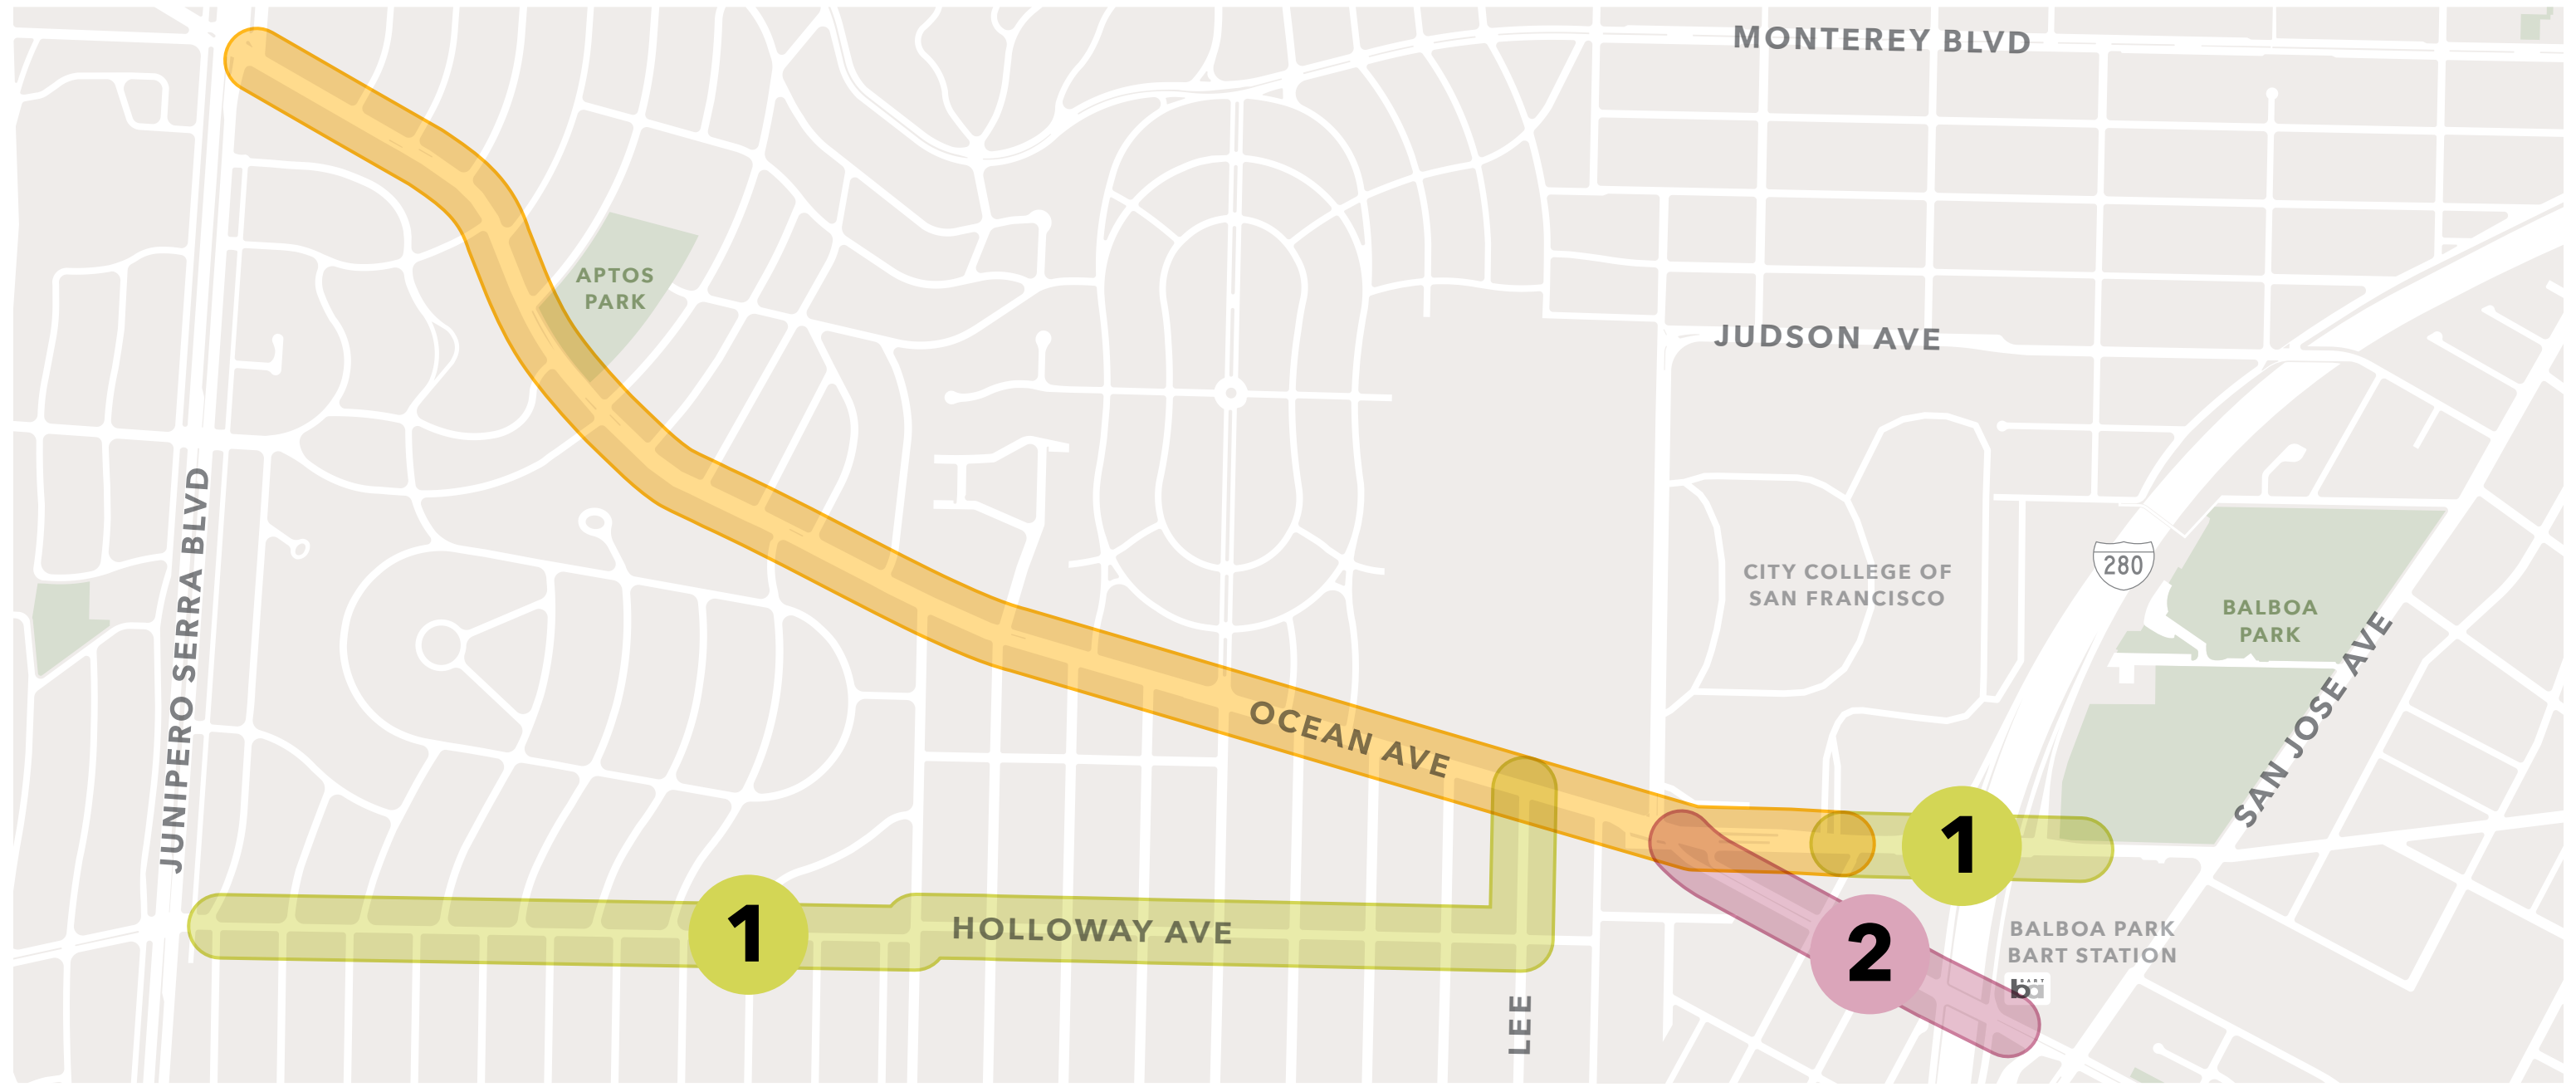 MONTEREY BLVD
APTOS
PARK
JUDSON AVE
JUNIPERO SERRA BLVD
CITY COLLEGE OF
SAN FRANCISCO
280
BALBOA
PARK
SAN JOSE AVE
OCEAN AVE
1
1
HOLLOWAY AVE
2
BALBOA PARK
BART STATION
ba
LEE